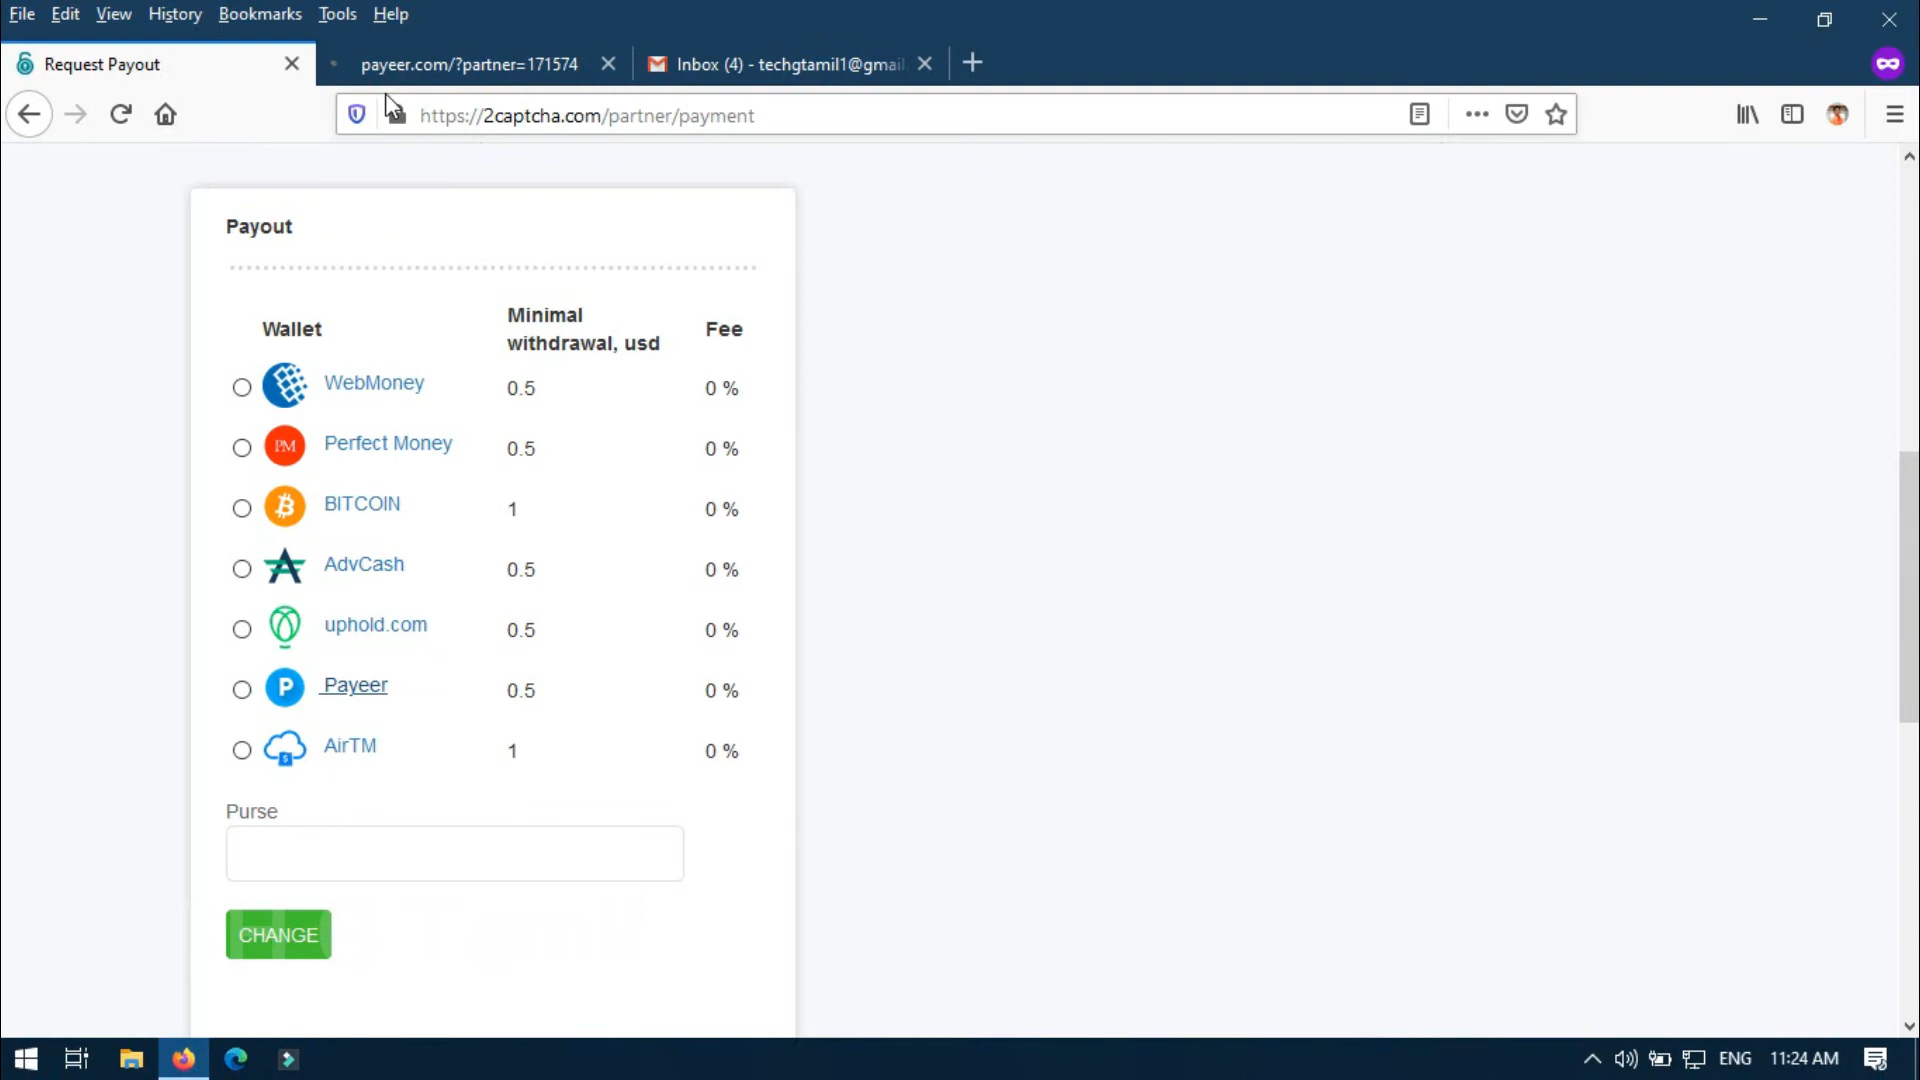 File Edit View History Bookmarks Tools Help
Request Payout
payeer.com/?partner=171574
Inbox (4) - techgtamil1@gmail.
https://2captcha.com/partner/payment
Payout
Wallet Minimal withdrawal, usd Fee
WebMoney 0.5 0 %
PM Perfect Money 0.5 0 %
BITCOIN 1 0 %
AdvCash 0.5 0 %
uphold.com 0.5 0 %
P Payeer 0.5 0 %
AirTM 1 0 %
Purse
CHANGE
ENG 11:24 AM